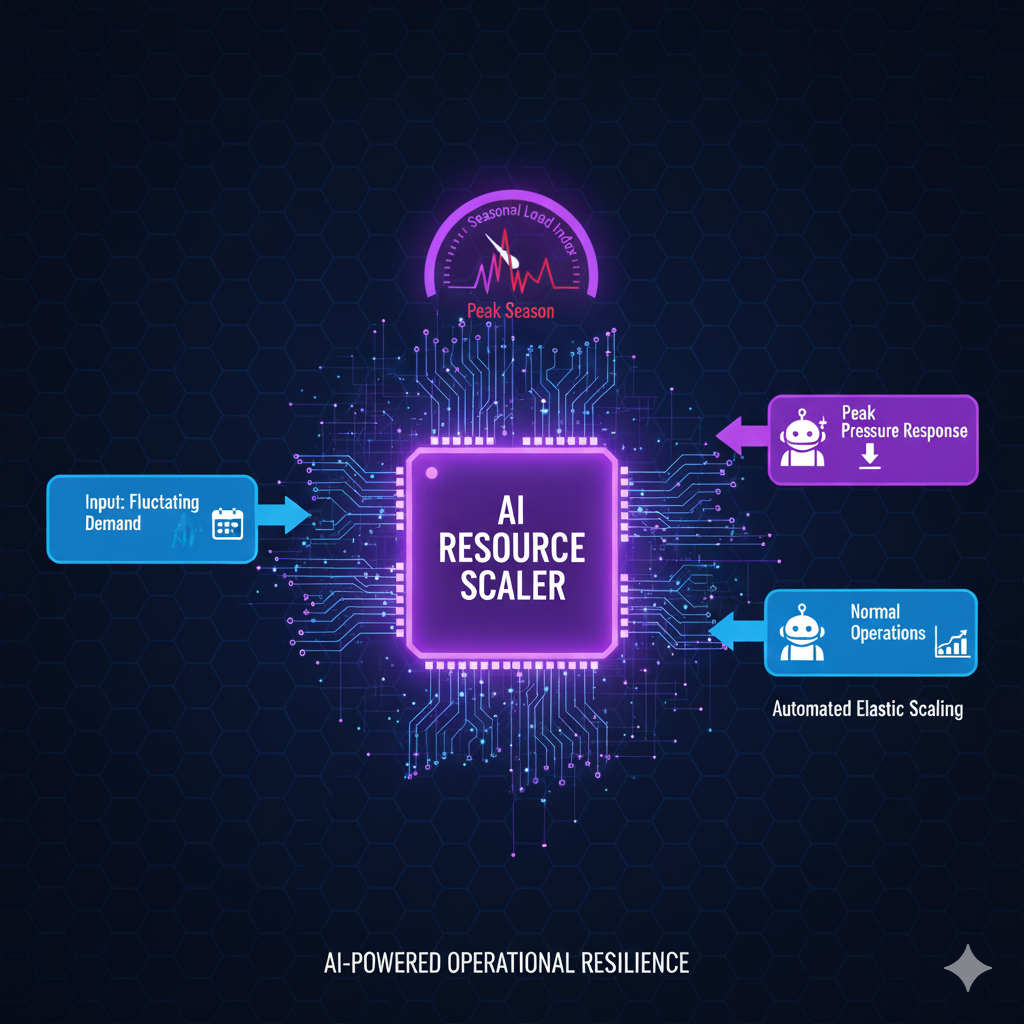 Seasonal Load Index
Peak Season
Peak
Pressure Response
Input: Fluctating
Demand
AI
RESOURCE
SCALER
Normal
Operations
Automated Elastic Scaling
AI-POWERED OPERATIONAL RESILIENCE